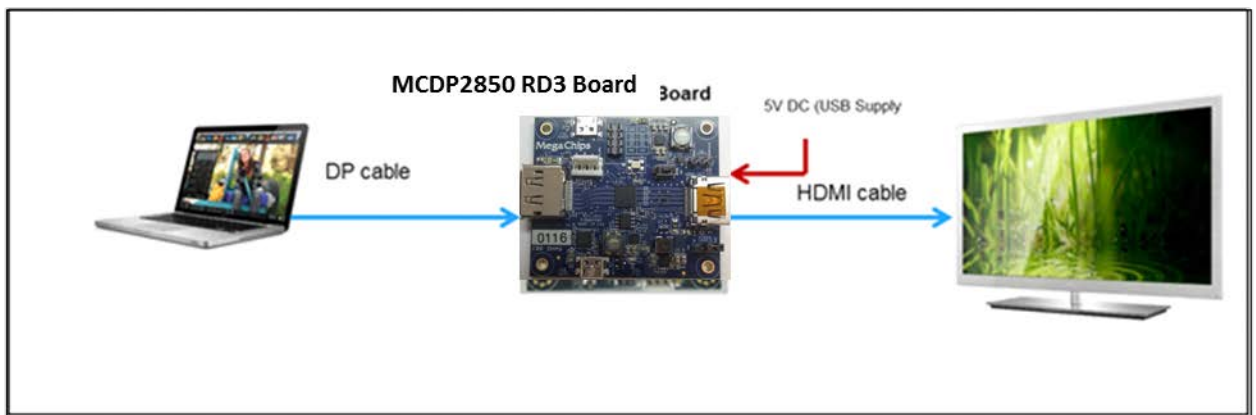 MCDP2850 RD3 Board
Board
5V DC (USB Supply
DP cable
HDMI cable
MegaChips
0116